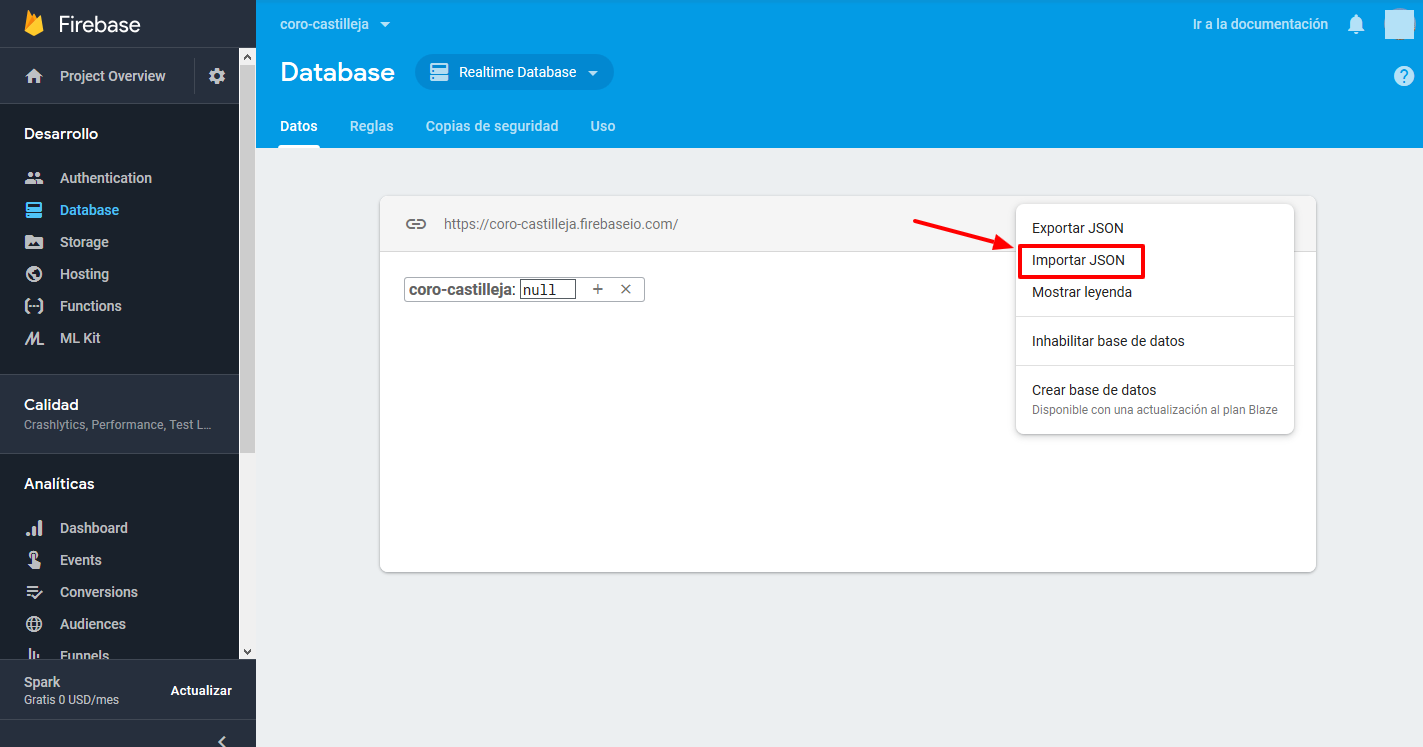 Firebase
Project Overview
Desarrollo
Authentication
Database
Storage
Hosting
Functions
ML Kit
Calidad
Crashlytics, Performance, Test L...
Analíticas
Dashboard
Events
Conversions
Audiences
Funnels
Spark
Gratis 0 USD/mes
Actualizar
coro-castilleja
Ir a la documentación
Database
Realtime Database
Datos
Reglas
Copias de seguridad
Uso
https://coro-castilleja.firebaseio.com/
coro-castilleja: null
Exportar JSON
Importar JSON
Mostrar leyenda
Inhabilitar base de datos
Crear base de datos
Disponible con una actualización al plan Blaze